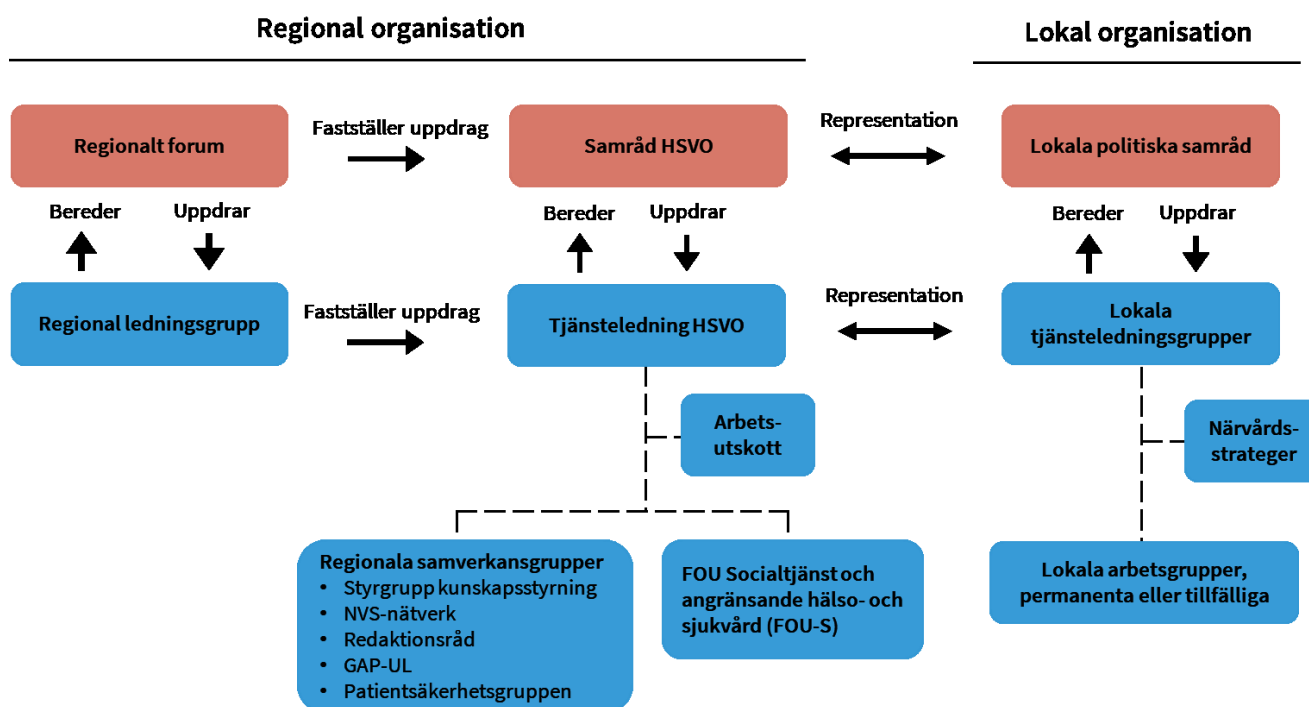 Regional organisation
Lokal organisation
Regionalt forum
Fastställer uppdrag
Samråd HSVO
Representation
Lokala politiska samråd
Bereder
Uppdrar
Bereder
Uppdrar
Bereder
Uppdrar
Regional ledningsgrupp
Fastställer uppdrag
Tjänsteledning HSVO
Representation
Lokala
tjänsteledningsgrupper
Arbets-
utskott
Närvårds-
strateger
Regionala samverkansgrupper
• Styrgrupp kunskapsstyrning
• NVS-nätverk
• Redaktionsråd
• GAP-UL
• Patientsäkerhetsgruppen
FOU Socialtjänst och
angränsande hälso- och
sjukvård (FOU-S)
Lokala arbetsgrupper,
permanenta eller tillfälliga